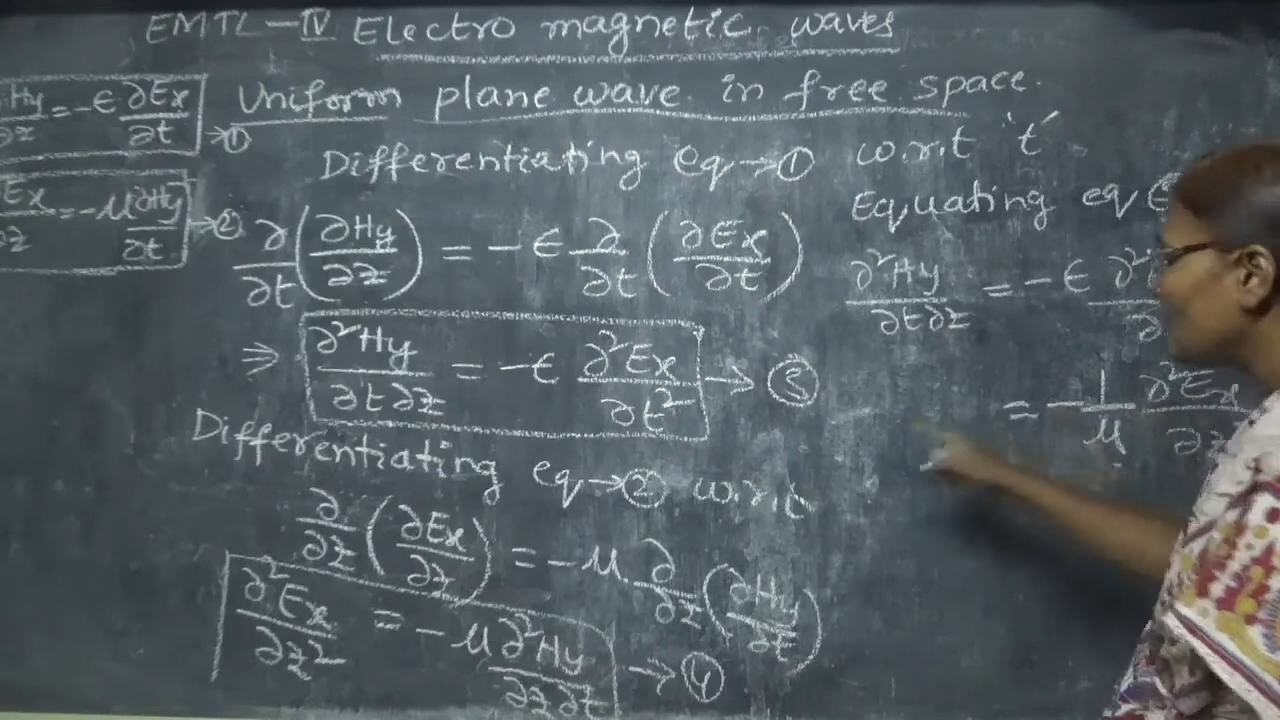 EMTL-IV Electro magnetic waves
Uniform plane wave in free space.
∂Hy/∂z = -ϵ ∂Ex/∂t → ①
∂Ex/∂z = -μ ∂Hy/∂t → ②
Differentiating eq→① w.r.t 't'
∂/∂t (∂Hy/∂z) = -ϵ ∂/∂t (∂Ex/∂t)
⇒ ∂²Hy/∂t∂z = -ϵ ∂²Ex/∂t² → ③
Differentiating eq→② w.r.t
∂/∂z (∂Ex/∂z) = -μ ∂/∂z (∂Hy/∂t)
∂²Ex/∂z² = -μ ∂²Hy/∂z∂t → ④
Equating eq
∂²Hy/∂t∂z = -ϵ ∂²
= -1/μ ∂²Ex/∂z